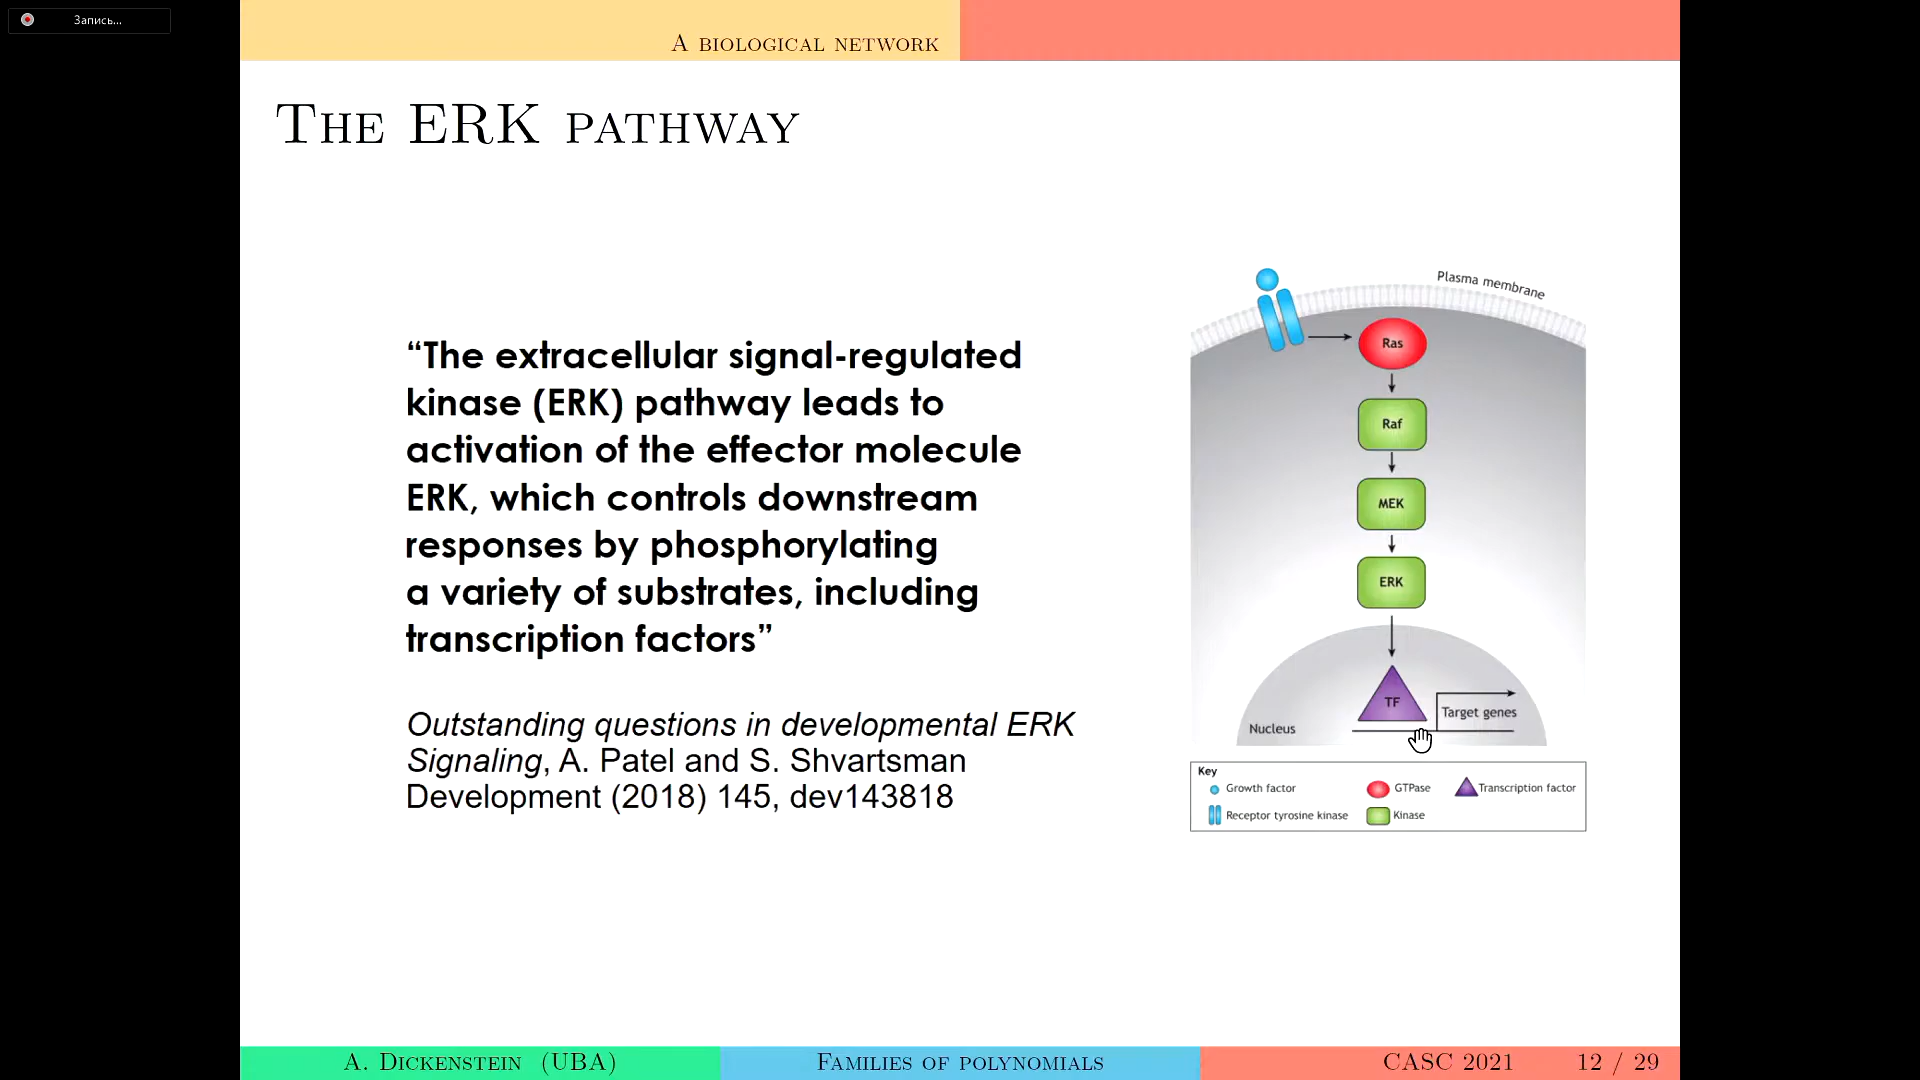 Запись...
A BIOLOGICAL NETWORK
THE ERK PATHWAY
“The extracellular signal-regulated
kinase (ERK) pathway leads to
activation of the effector molecule
ERK, which controls downstream
responses by phosphorylating
a variety of substrates, including
transcription factors”
Outstanding questions in developmental ERK
Signaling, A. Patel and S. Shvartsman
Development (2018) 145, dev143818
Plasma membrane
Ras
Raf
MEK
ERK
TF
Target genes
Nucleus
Key
Growth factor
GTPase
Transcription factor
Receptor tyrosine kinase
Kinase
A. DICKENSTEIN (UBA)
FAMILIES OF POLYNOMIALS
CASC 2021
12 / 29